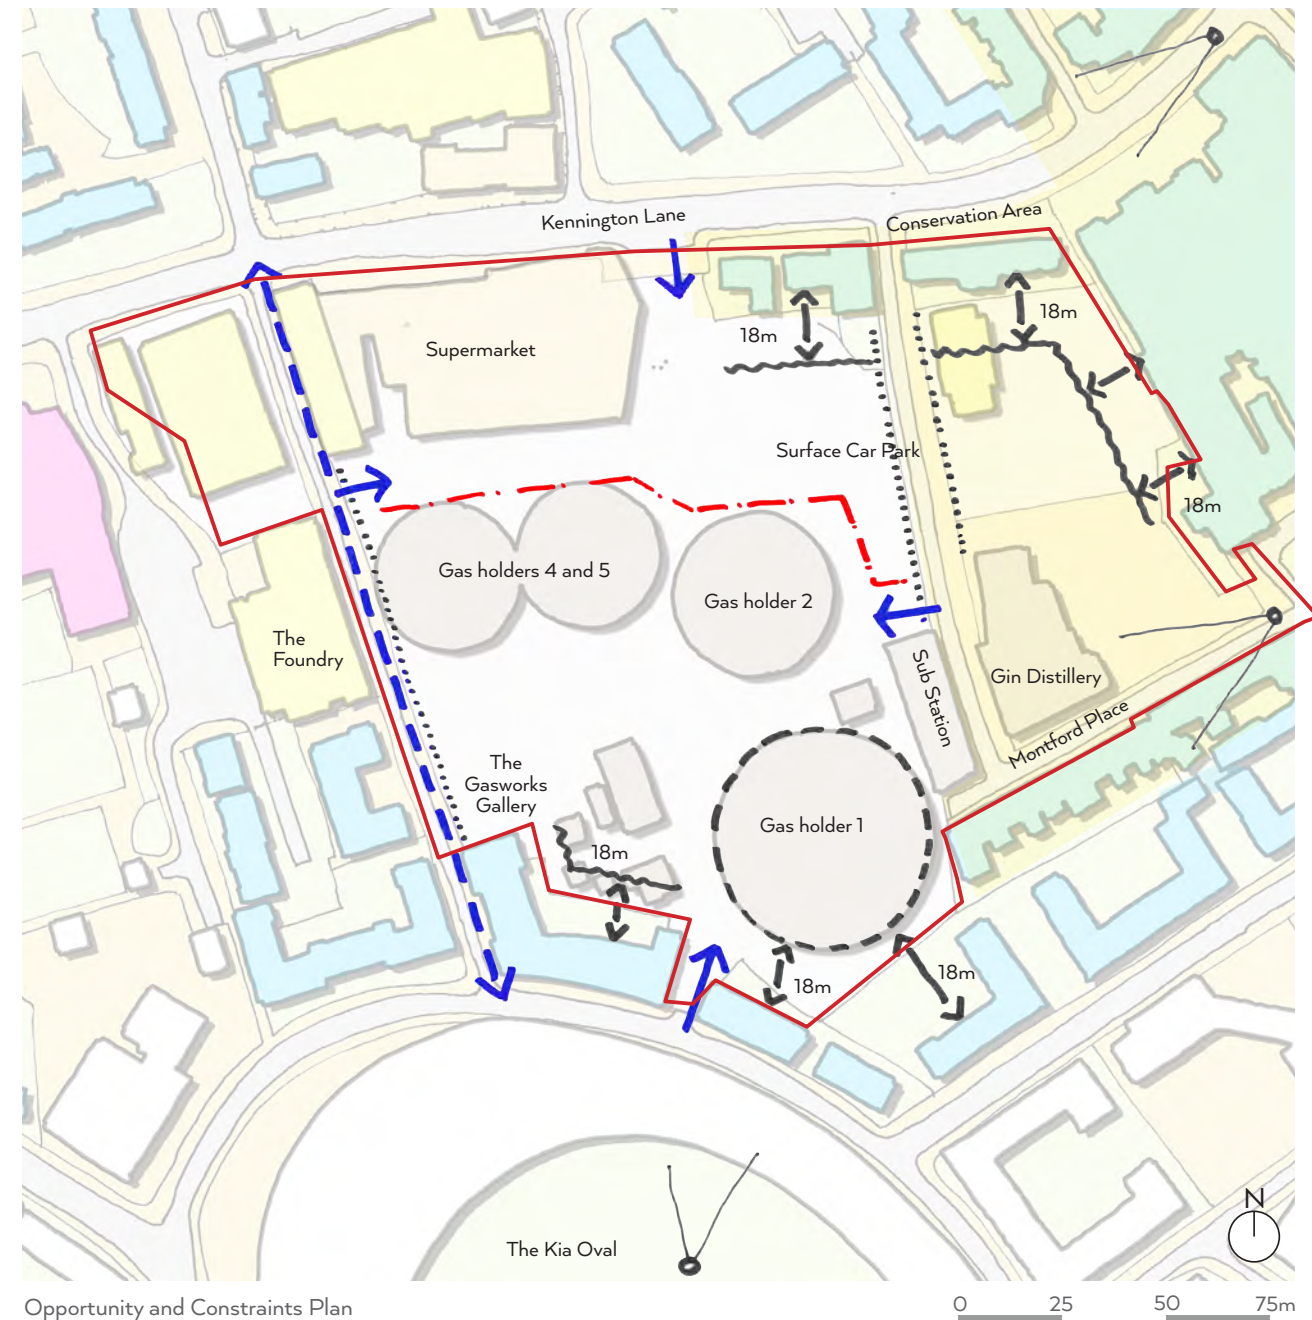 Kennington Lane
Conservation Area
18m
18m
Supermarket
Surface Car Park
18m
Gas holders 4 and 5
Gas holder 2
The
Foundry
Sub Station
Gin Distillery
Montford Place
The
Gasworks
Gallery
Gas holder 1
18m
18m
18m
N
The Kia Oval
Opportunity and Constraints Plan
0 25 50 75m